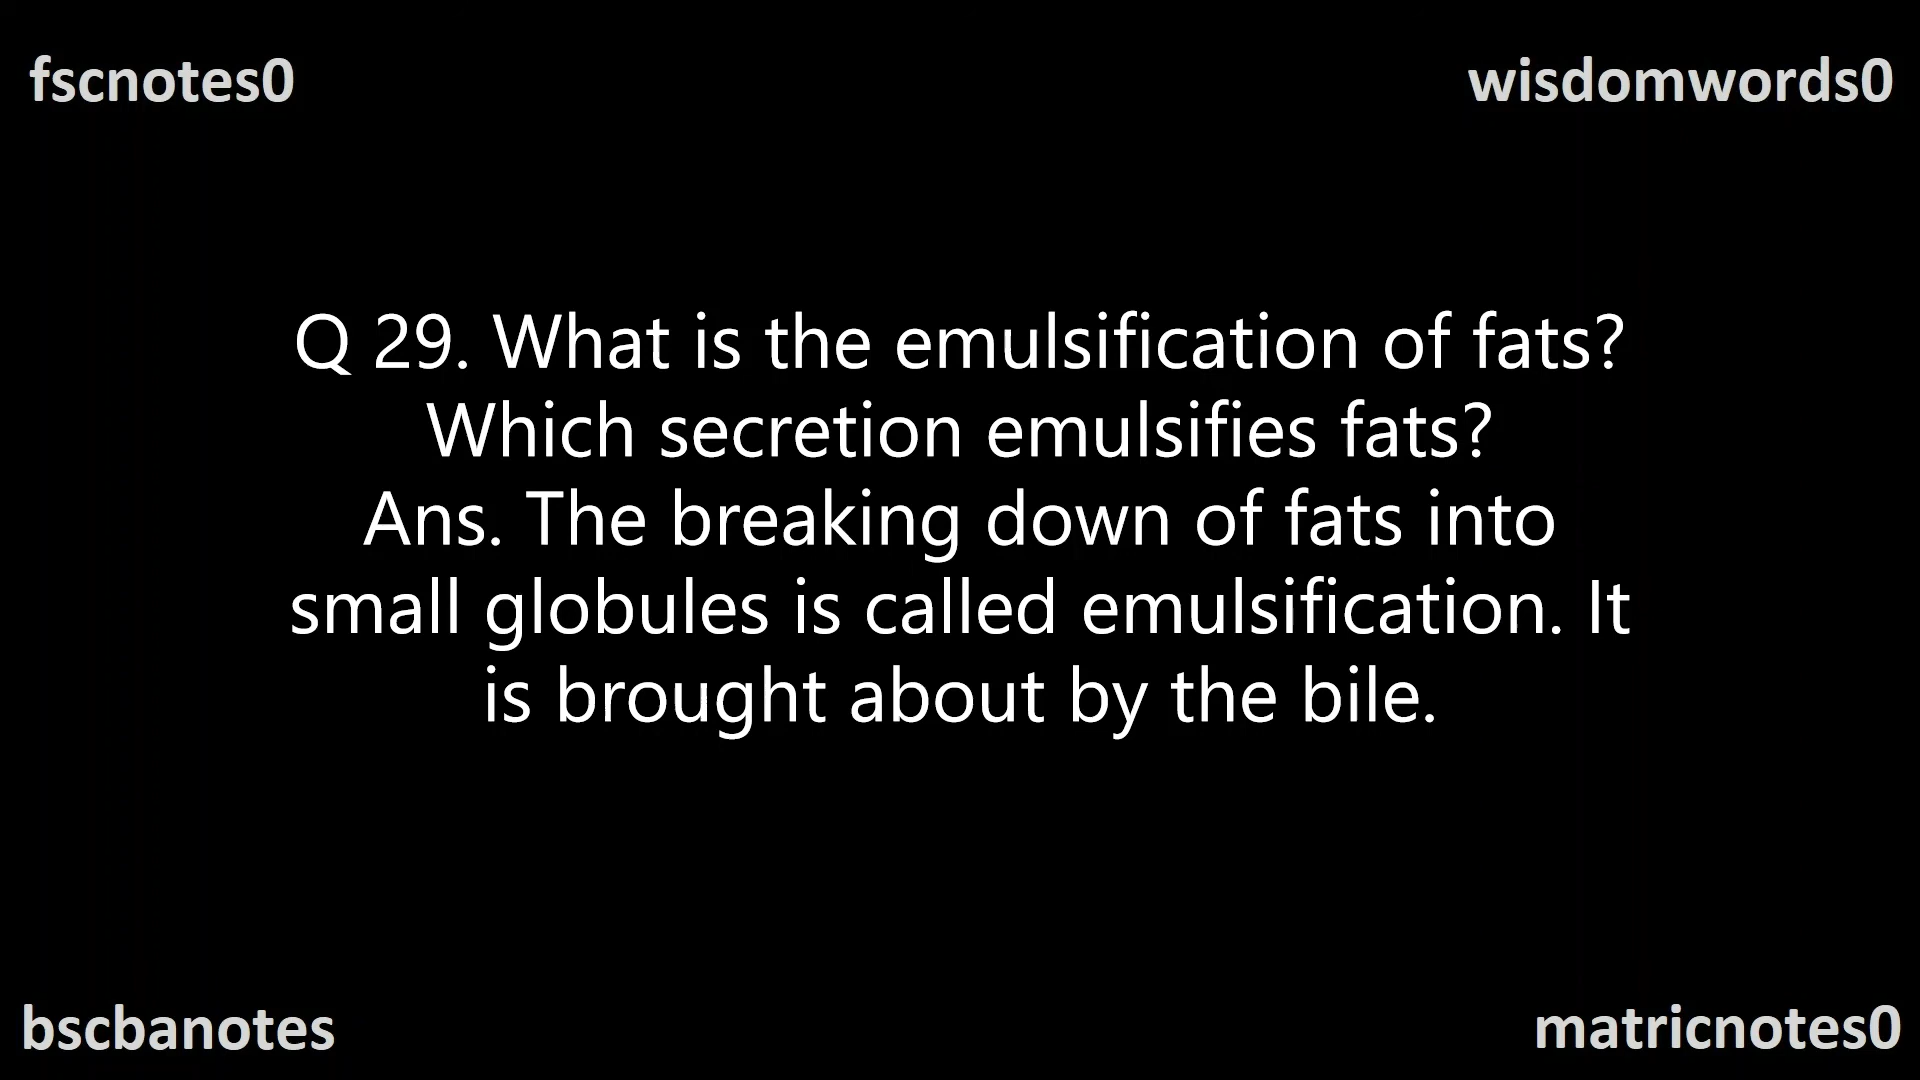 fscnotes0
wisdomwords0
Q 29. What is the emulsification of fats?
Which secretion emulsifies fats?
Ans. The breaking down of fats into
small globules is called emulsification. It
is brought about by the bile.
bscbanotes
matricnotes0